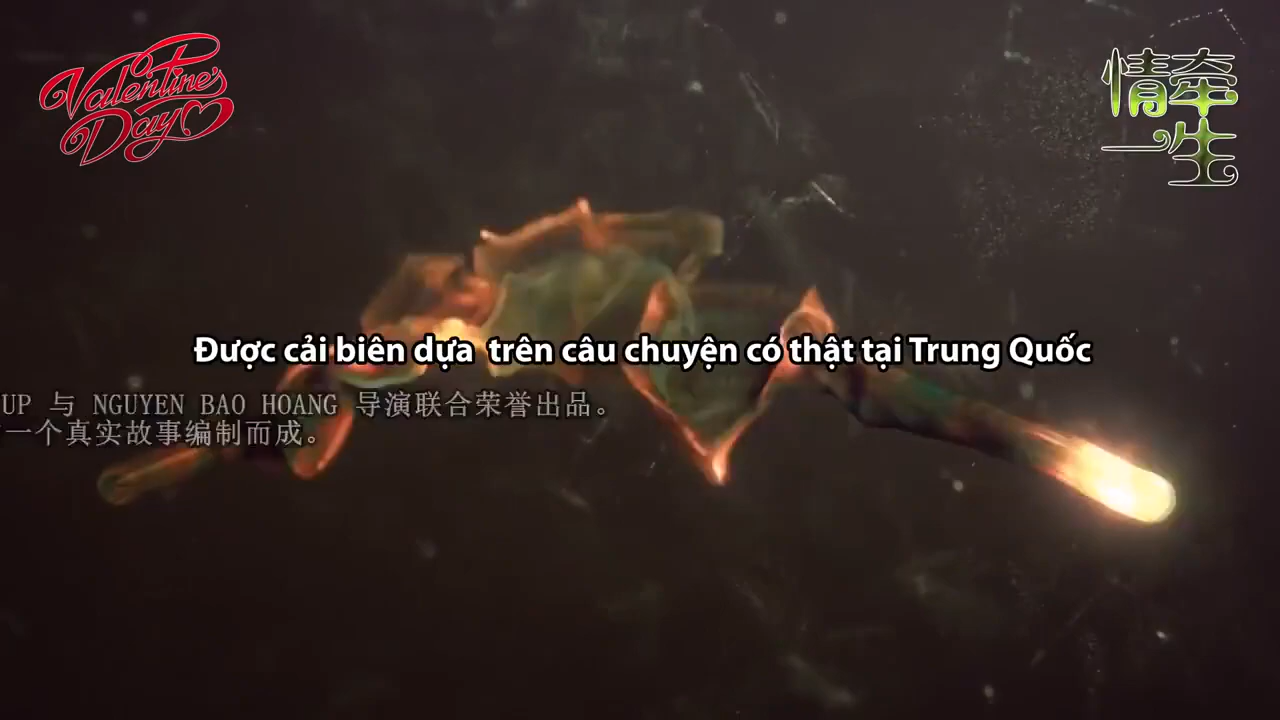 Valentine's
Day
情牵
一生
Được cải biên dựa trên câu chuyện có thật tại Trung Quốc
UP 与 NGUYEN BAO HOANG 导演联合荣誉出品。
一个真实故事编制而成。